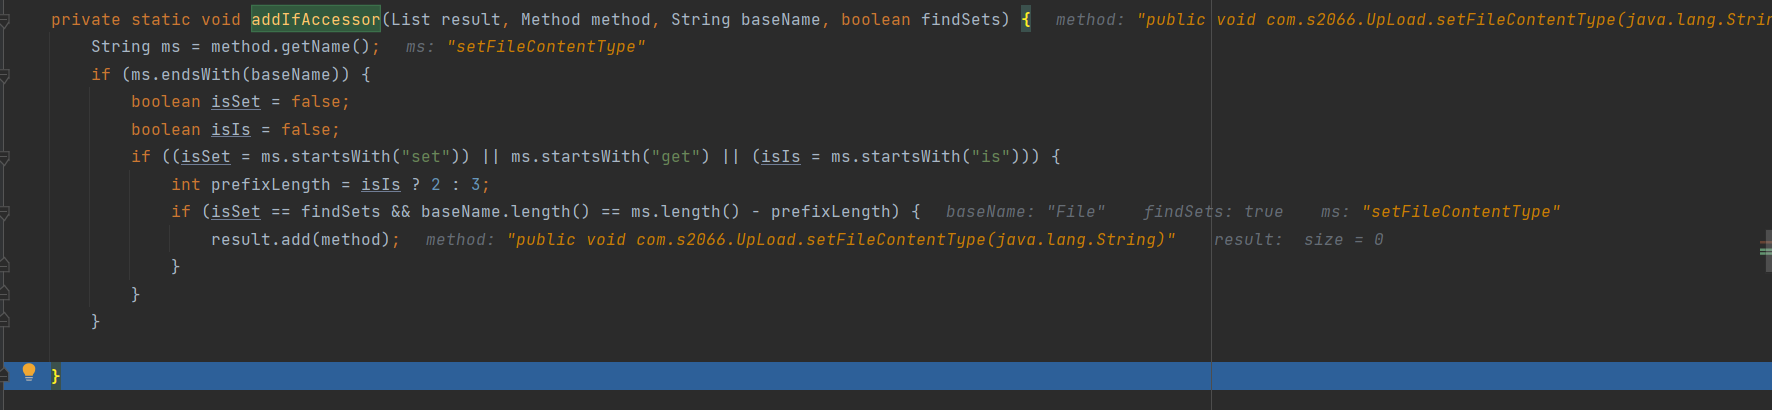 private static void addIfAccessor(List result, Method method, String baseName, boolean findSets) { method: "public void com.s2066.UpLoad.setFileContentType(java.lang.Strin
String ms = method.getName(); ms: "setFileContentType"
if (ms.endsWith(baseName)) {
boolean isSet = false;
boolean isIs = false;
if ((isSet = ms.startsWith("set")) || ms.startsWith("get") || (isIs = ms.startsWith("is"))) {
int prefixLength = isIs ? 2 : 3;
if (isSet == findSets && baseName.length() == ms.length() - prefixLength) { baseName: "File" findSets: true ms: "setFileContentType"
result.add(method); method: "public void com.s2066.UpLoad.setFileContentType(java.lang.String)" result: size = 0
}
}
}
}